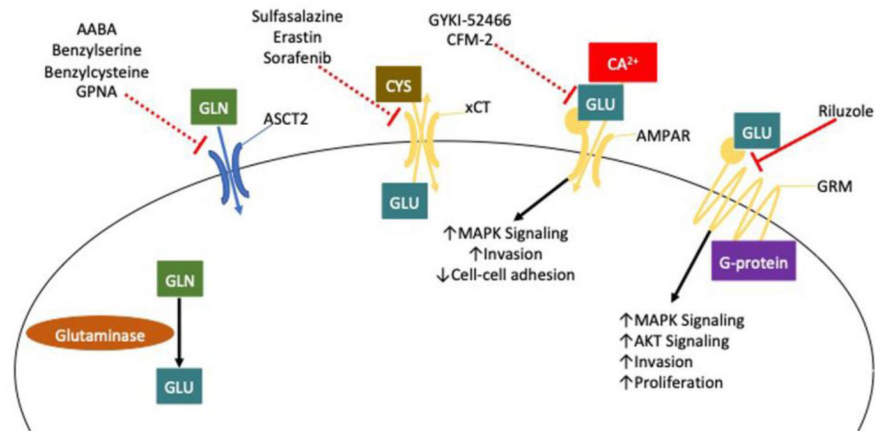 AABA
Benzylserine
Benzylcysteine
GPNA
GLN
ASCT2
Sulfasalazine
Erastin
Sorafenib
CYS
xCT
GLU
GYKI-52466
CFM-2
CA²⁺
GLU
AMPAR
↑MAPK Signaling
↑Invasion
↓Cell-cell adhesion
GLU
Riluzole
GRM
G-protein
↑MAPK Signaling
↑AKT Signaling
↑Invasion
↑Proliferation
GLN
Glutaminase
GLU